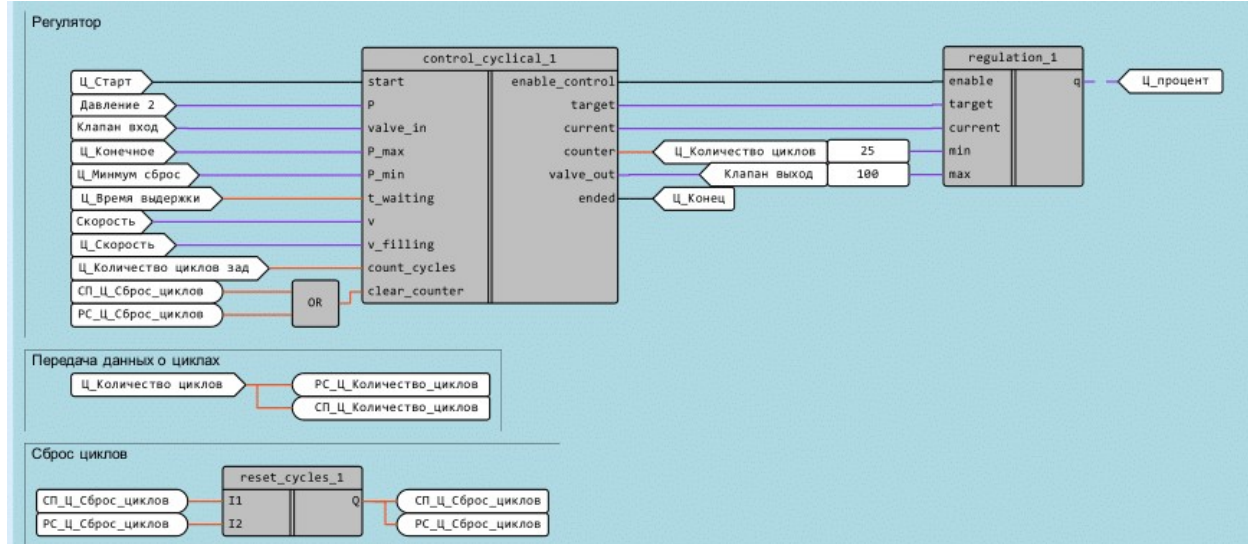 Регулятор
control_cyclical_1
regulation_1
Ц_Старт start enable_control enable q Ц_процент
Давление 2 P target target
Клапан вход valve_in current current
Ц_Конечное P_max counter Ц_Количество циклов 25 min
Ц_Минмум сброс P_min valve_out Клапан выход 100 max
Ц_Время выдержки t_waiting ended Ц_Конец
Скорость v
Ц_Скорость v_filling
Ц_Количество циклов зад count_cycles
СП_Ц_Сброс_циклов OR clear_counter
РС_Ц_Сброс_циклов
Передача данных о циклах
Ц_Количество циклов РС_Ц_Количество_циклов
СП_Ц_Количество_циклов
Сброс циклов
reset_cycles_1
СП_Ц_Сброс_циклов I1 Q СП_Ц_Сброс_циклов
РС_Ц_Сброс_циклов I2 РС_Ц_Сброс_циклов